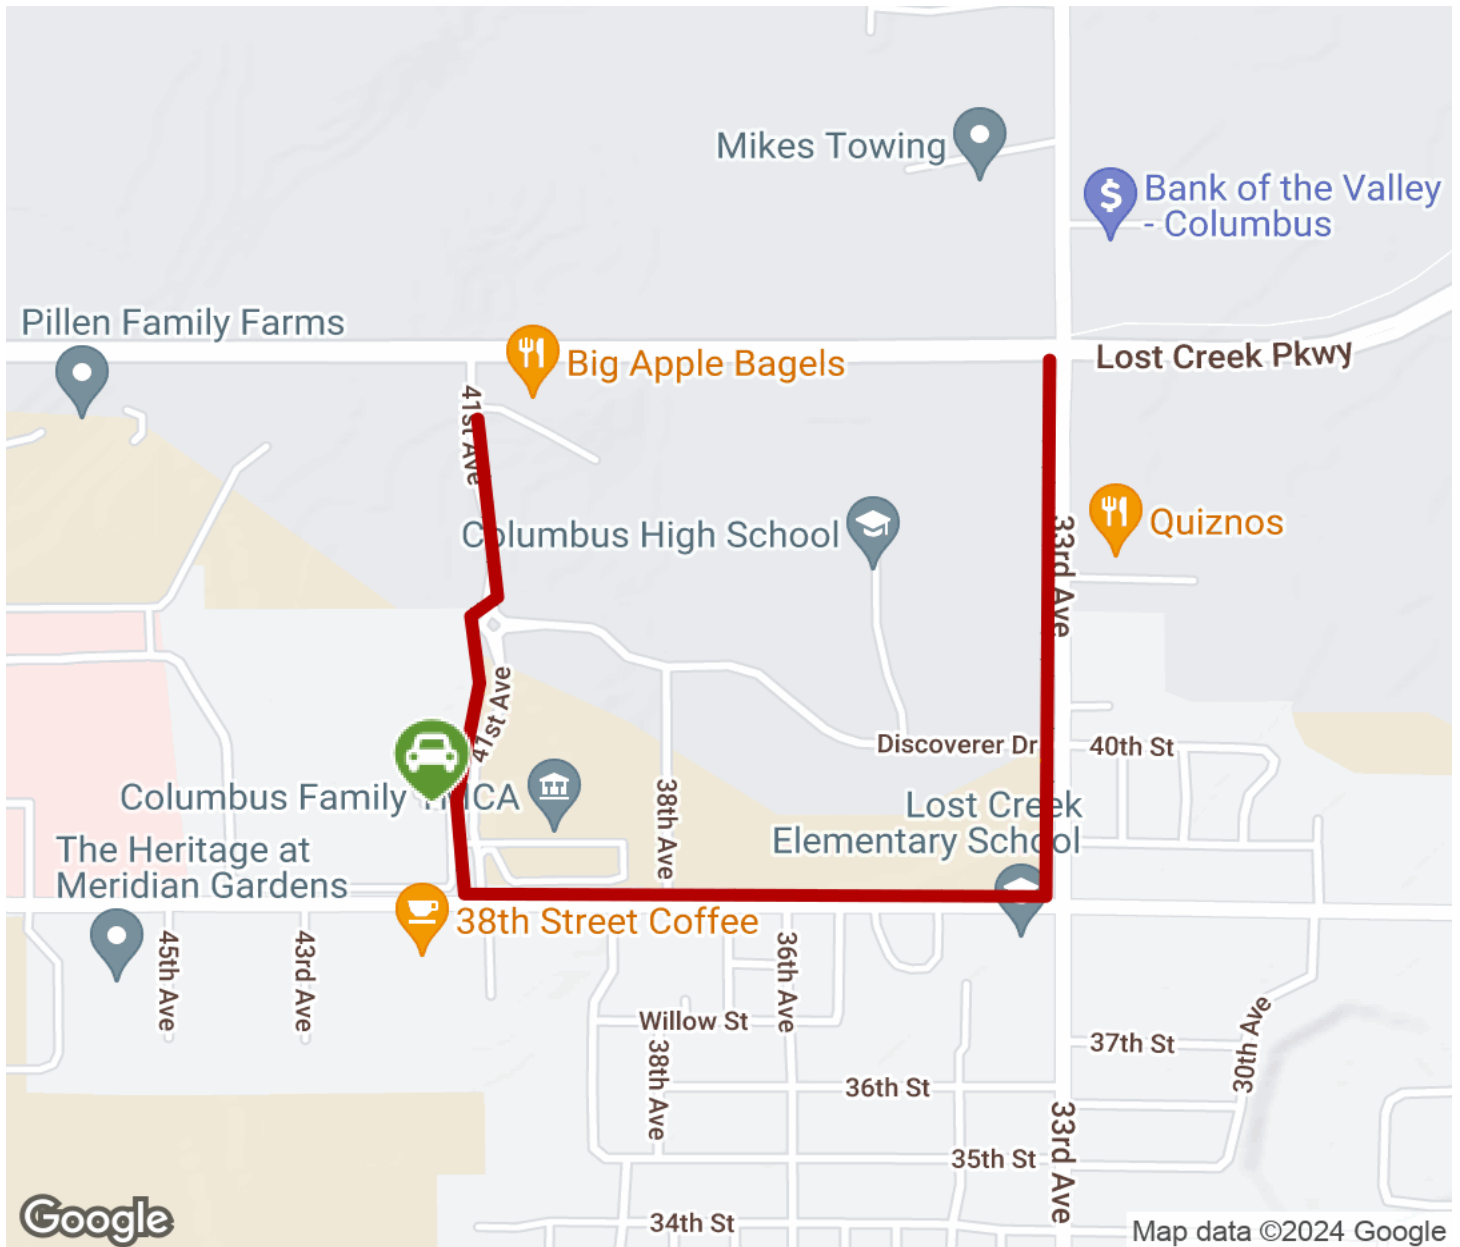 Mikes Towing
Bank of the Valley
- Columbus
Pillen Family Farms
Big Apple Bagels
Lost Creek Pkwy
41st Ave
Columbus High School
33rd Ave
Quiznos
41st Ave
Discoverer Dr
40th St
Columbus Family YMCA
38th Ave
Lost Creek
Elementary School
The Heritage at
Meridian Gardens
38th Street Coffee
45th Ave
43rd Ave
36th Ave
Willow St
38th Ave
37th St
30th Ave
36th St
33rd Ave
35th St
34th St
Google
Map data ©2024 Google